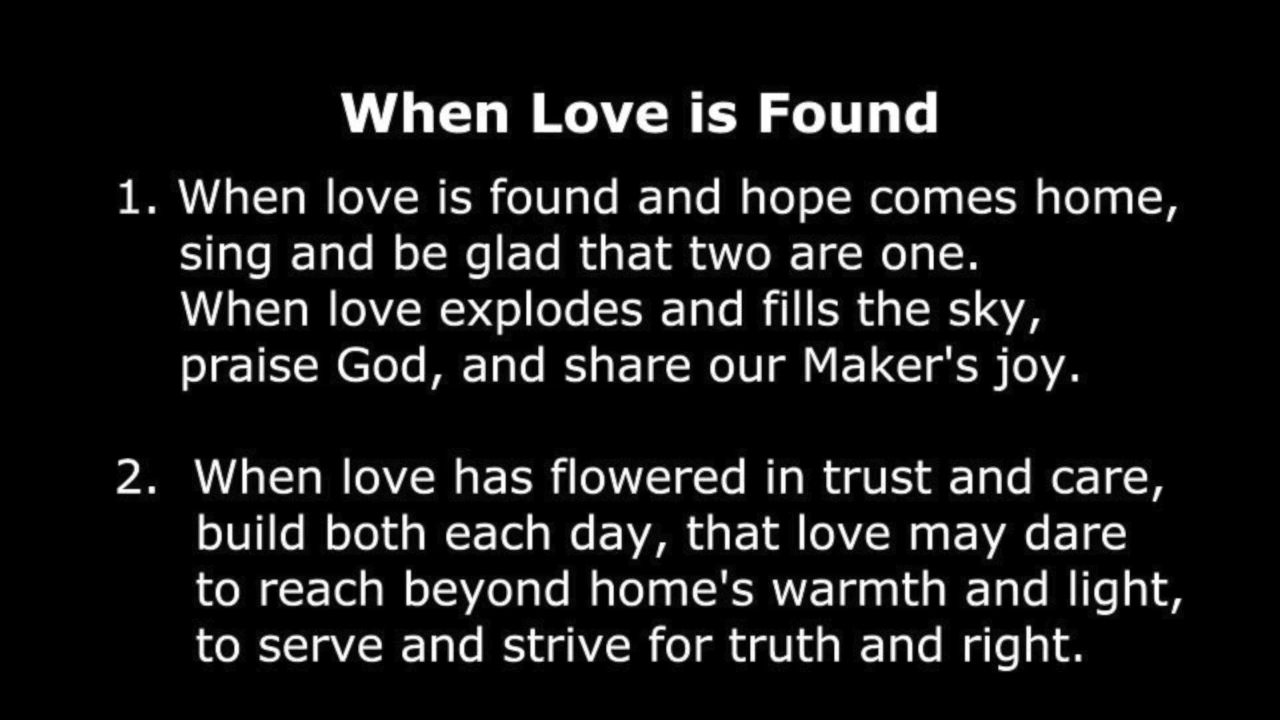 When Love is Found
1. When love is found and hope comes home,
sing and be glad that two are one.
When love explodes and fills the sky,
praise God, and share our Maker's joy.
2. When love has flowered in trust and care,
build both each day, that love may dare
to reach beyond home's warmth and light,
to serve and strive for truth and right.